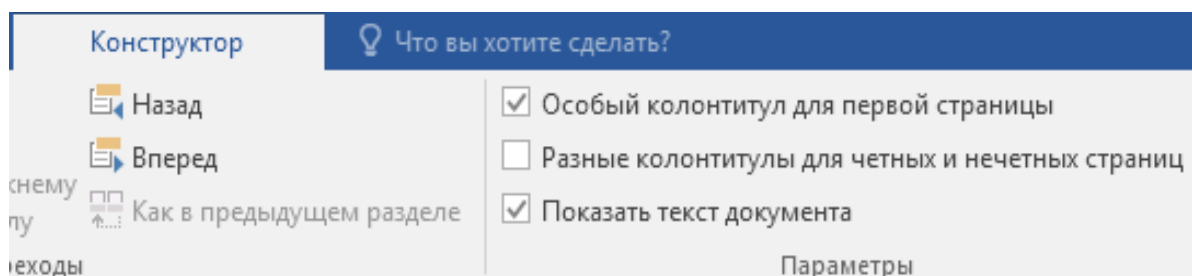 Конструктор
Что вы хотите сделать?
Назад
Вперед
Как в предыдущем разделе
Особый колонтитул для первой страницы
Разные колонтитулы для четных и нечетных страниц
Показать текст документа
Параметры